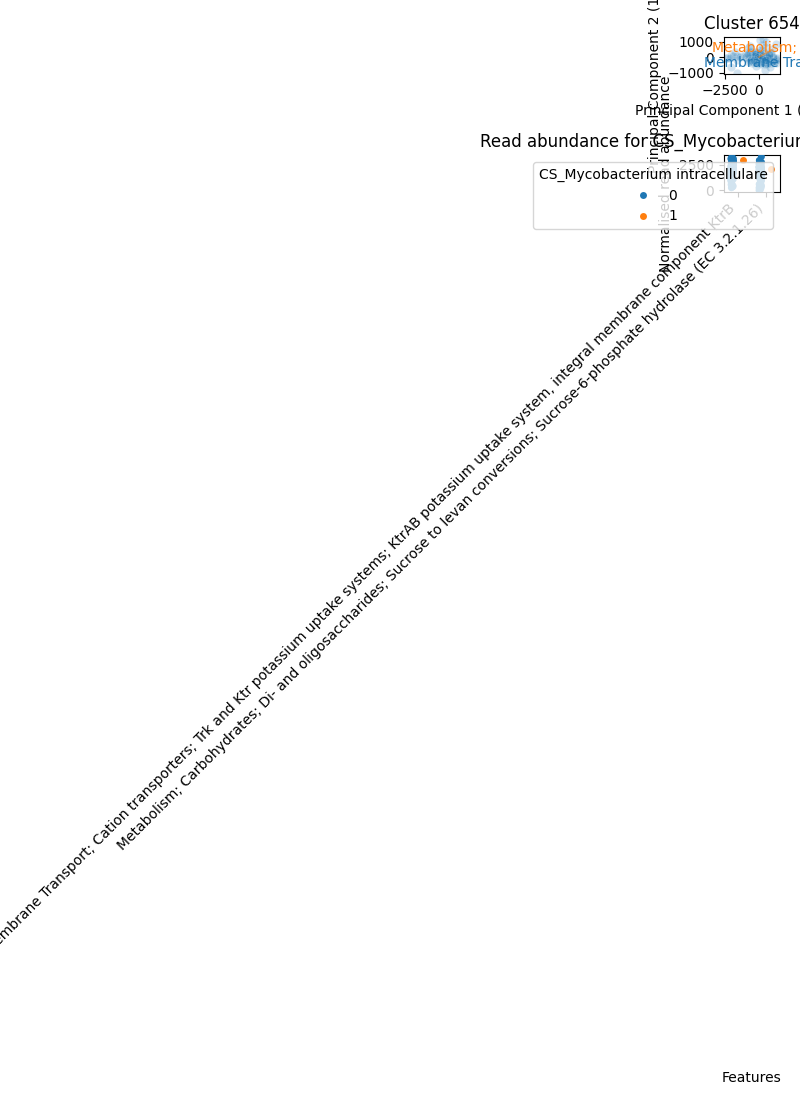 Cluster 654
1000
0
−1000
Metabolism;
Membrane Tra
−2500 0
Principal Component 1 (
Principal Component 2 (1
Read abundance for CS_Mycobacterium
2500
0
Normalised read abundance
CS_Mycobacterium intracellulare
0
1
mbrane Transport; Cation transporters; Trk and Ktr potassium uptake systems; KtrAB potassium uptake system, integral membrane component KtrB
Metabolism; Carbohydrates; Di- and oligosaccharides; Sucrose to levan conversions; Sucrose-6-phosphate hydrolase (EC 3.2.1.26)
Features